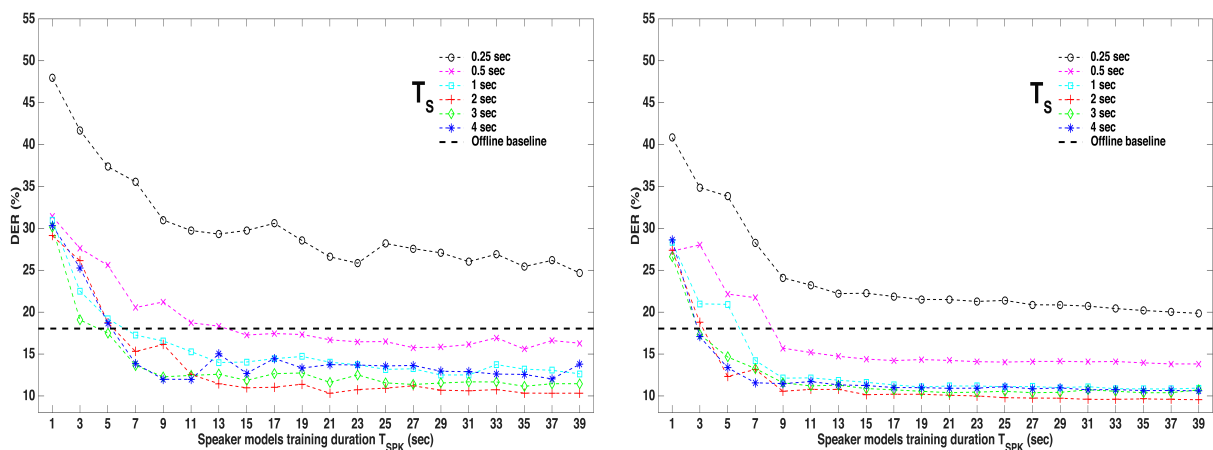 55
50
45
40
35
30
25
20
15
10
DER (%)
T_S
0.25 sec
0.5 sec
1 sec
2 sec
3 sec
4 sec
Offline baseline
1 3 5 7 9 11 13 15 17 19 21 23 25 27 29 31 33 35 37 39
Speaker models training duration T_SPK (sec)
55
50
45
40
35
30
25
20
15
10
DER (%)
T_S
0.25 sec
0.5 sec
1 sec
2 sec
3 sec
4 sec
Offline baseline
1 3 5 7 9 11 13 15 17 19 21 23 25 27 29 31 33 35 37 39
Speaker models training duration T_SPK (sec)